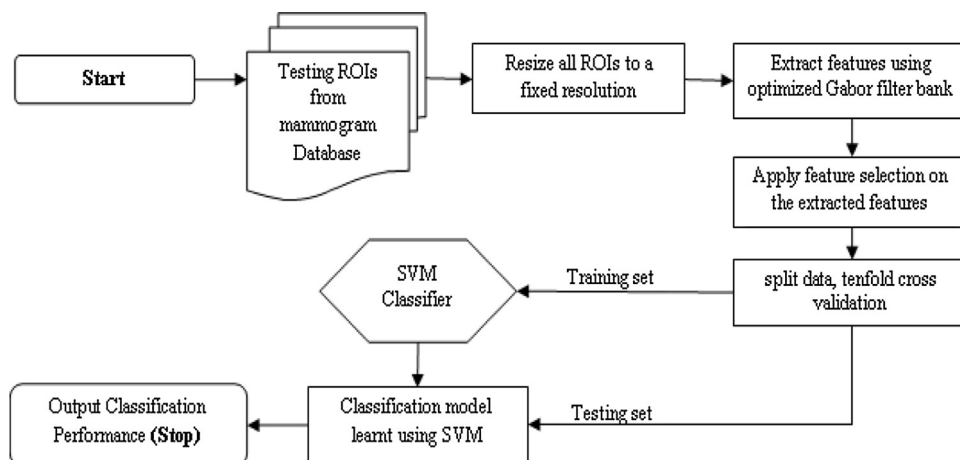 Start
Testing ROIs
from
mammogram
Database
Resize all ROIs to a
fixed resolution
Extract features using
optimized Gabor filter bank
Apply feature selection on
the extracted features
split data, tenfold cross
validation
Training set
SVM
Classifier
Testing set
Classification model
learnt using SVM
Output Classification
Performance (Stop)